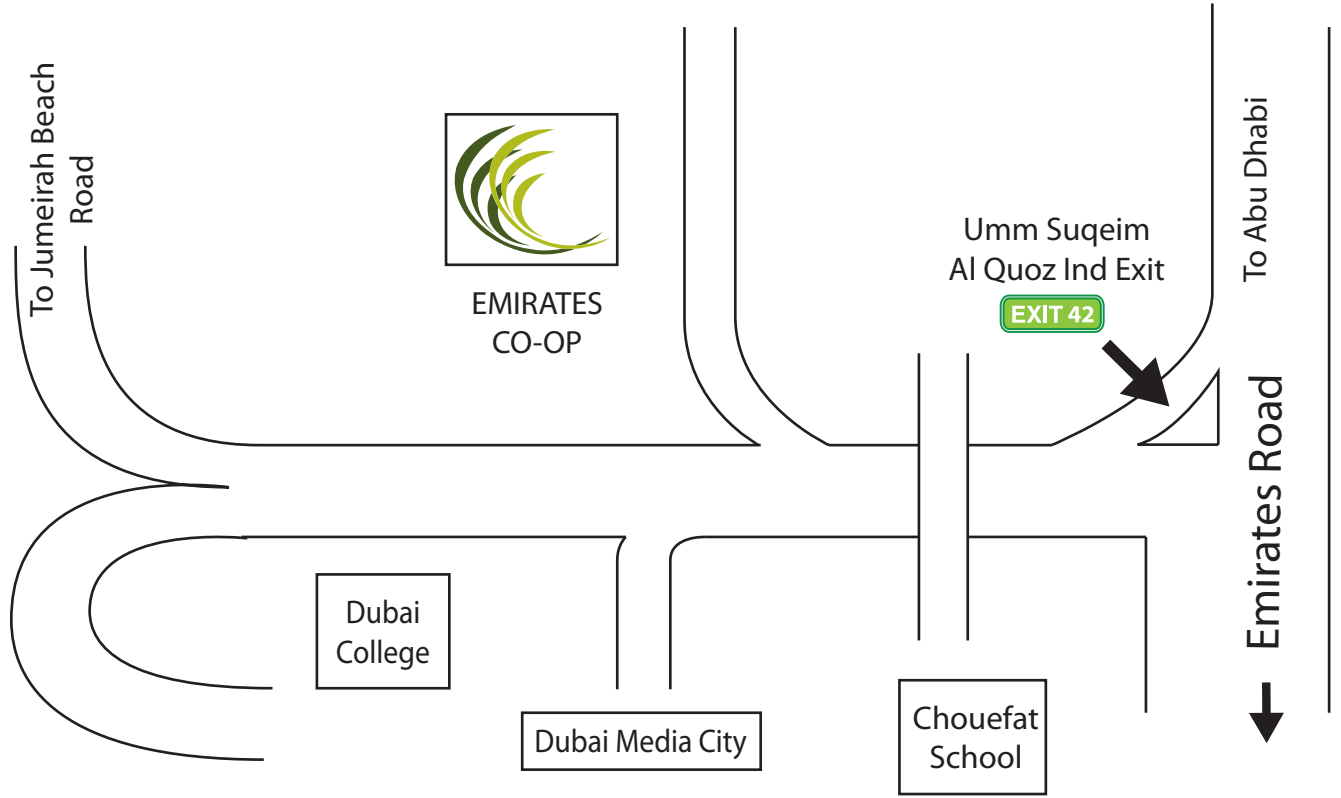 To Jumeirah Beach
Road
EMIRATES
CO-OP
Umm Suqeim
Al Quoz Ind Exit
EXIT 42
To Abu Dhabi
Emirates Road
Dubai
College
Dubai Media City
Chouefat
School